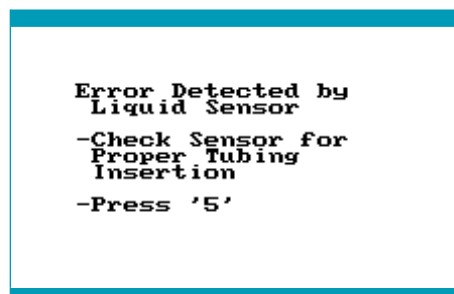 Error Detected by
Liquid Sensor
-Check Sensor for
Proper Tubing
Insertion
-Press '5'